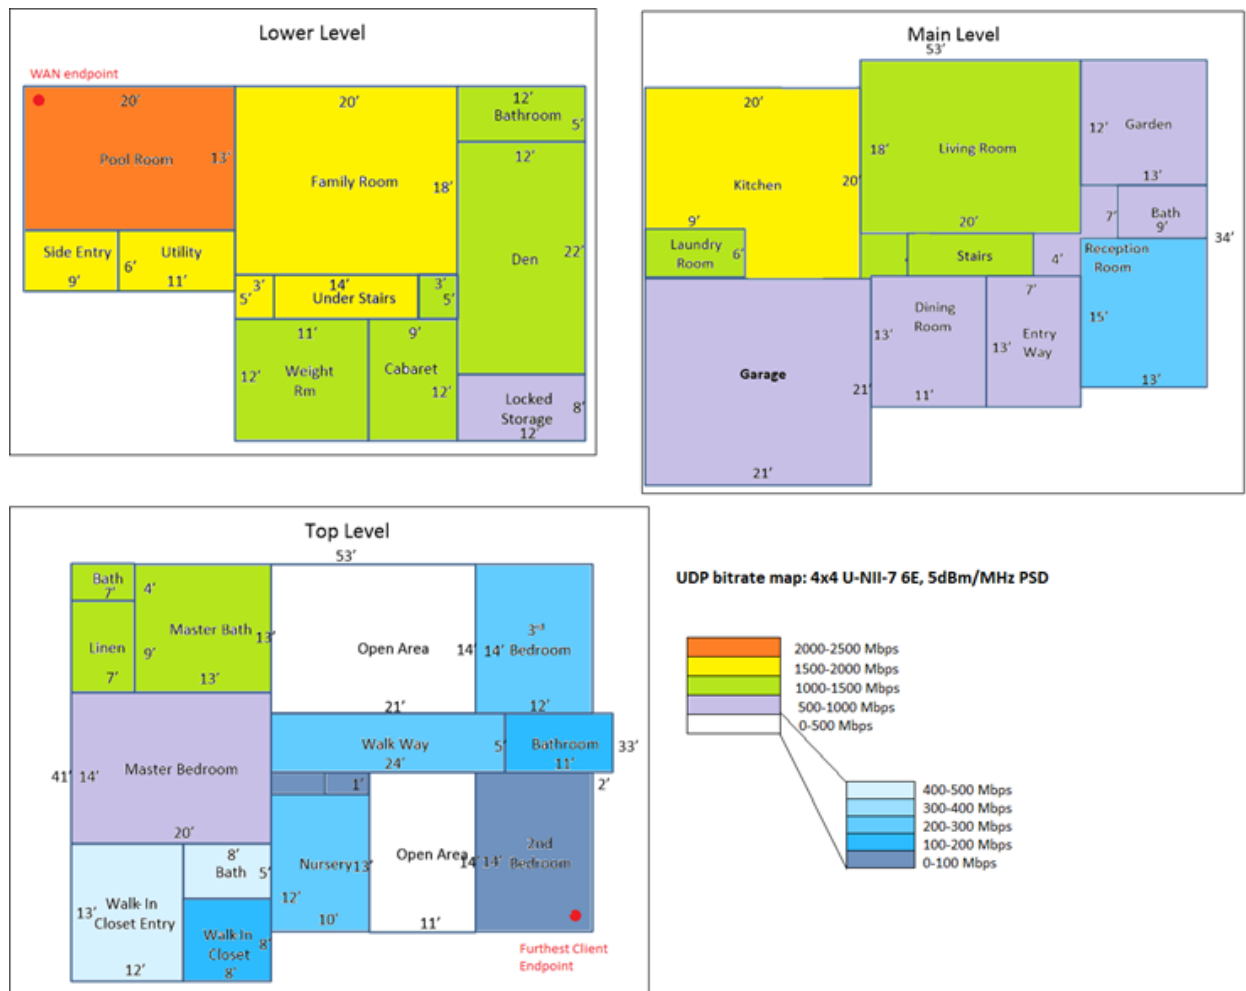 Lower Level
WAN endpoint
20'
Pool Room
13'
20'
Family Room
18'
12'
Bathroom
5'
12'
Den
22'
Side Entry
9'
6'
Utility
11'
3'
5'
14'
Under Stairs
3'
5'
11'
12'
Weight
Rm
9'
Cabaret
12'
Locked
Storage
8'
12'
Main Level
53'
20'
Kitchen
20'
9'
Laundry
Room
6'
18'
Living Room
20'
12'
Garden
13'
7'
Bath
9'
34'
Stairs
4'
Reception
Room
15'
13'
Garage
21'
21'
Dining
Room
13'
11'
7'
Entry
Way
13'
Top Level
53'
Bath
7'
4'
Linen
9'
7'
Master Bath
13'
13'
Open Area
14'
21'
3rd
14' Bedroom
12'
Walk Way
5'
24'
Bathroom
11'
33'
2'
41'
14'
Master Bedroom
20'
1'
8'
Bath
5'
Nursery
13'
12'
10'
Open Area
14'
11'
2nd
14' Bedroom
13'
Walk In
Closet Entry
12'
Walk In
Closet
8'
8'
Furthest Client
Endpoint
UDP bitrate map: 4x4 U-NII-7 6E, 5dBm/MHz PSD
2000-2500 Mbps
1500-2000 Mbps
1000-1500 Mbps
500-1000 Mbps
0-500 Mbps
400-500 Mbps
300-400 Mbps
200-300 Mbps
100-200 Mbps
0-100 Mbps